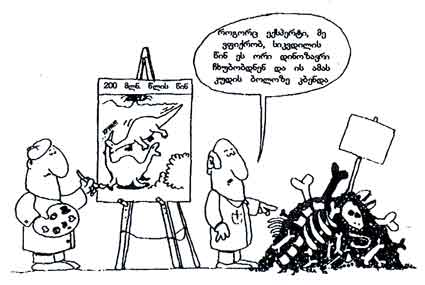 როგორც ექსპერტი, მე
ვფიქრობ, სიკვდილის
წინ ეს ორი დინოზავრი
ჩხუბობდნენ და ის ამას
კუდის ბოლოზე კბენდა
200 მლნ. წლის წინ